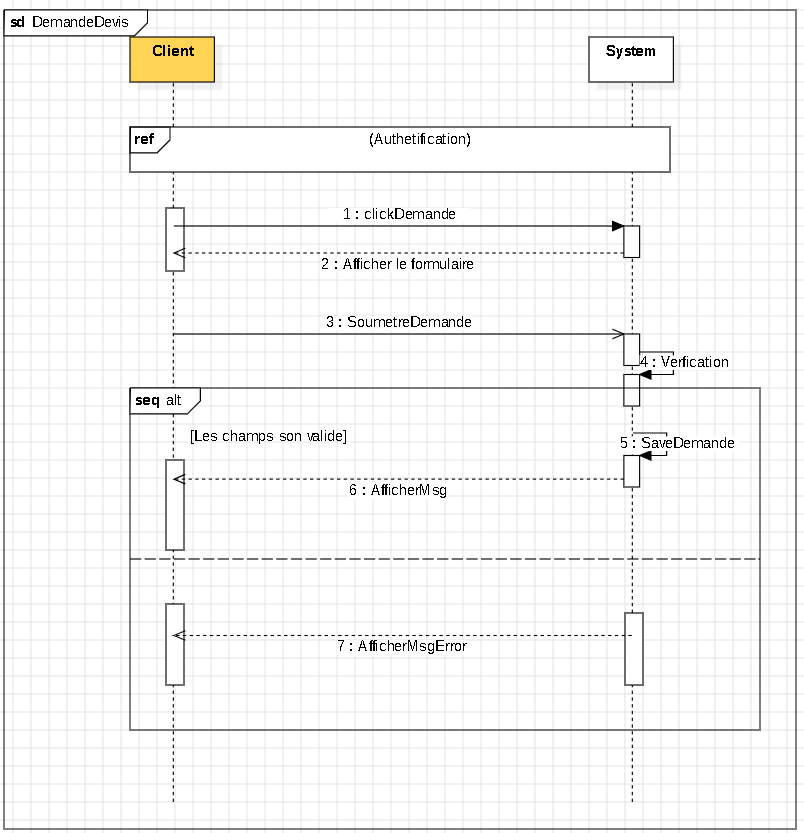 sd DemandeDevis
Client
System
ref
(Authetification)
1 : clickDemande
2 : Afficher le formulaire
3 : SoumetreDemande
4 : Verfication
seq alt
[Les champs son valide]
5 : SaveDemande
6 : AfficherMsg
7 : AfficherMsgError